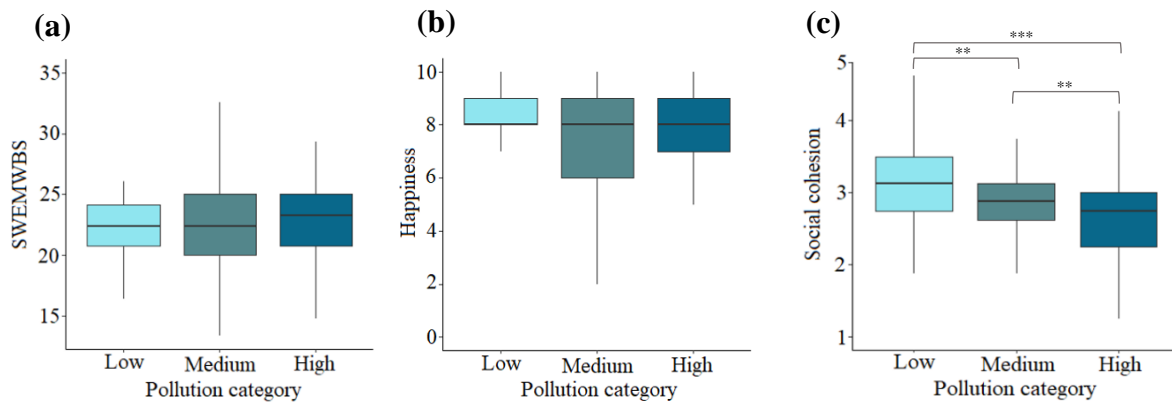 (a)
SWEMWBS
35
30
25
20
15
Low Medium High
Pollution category
(b)
Happiness
10
8
6
4
2
0
Low Medium High
Pollution category
(c)
***
**
**
Social cohesion
5
4
3
2
1
Low Medium High
Pollution category